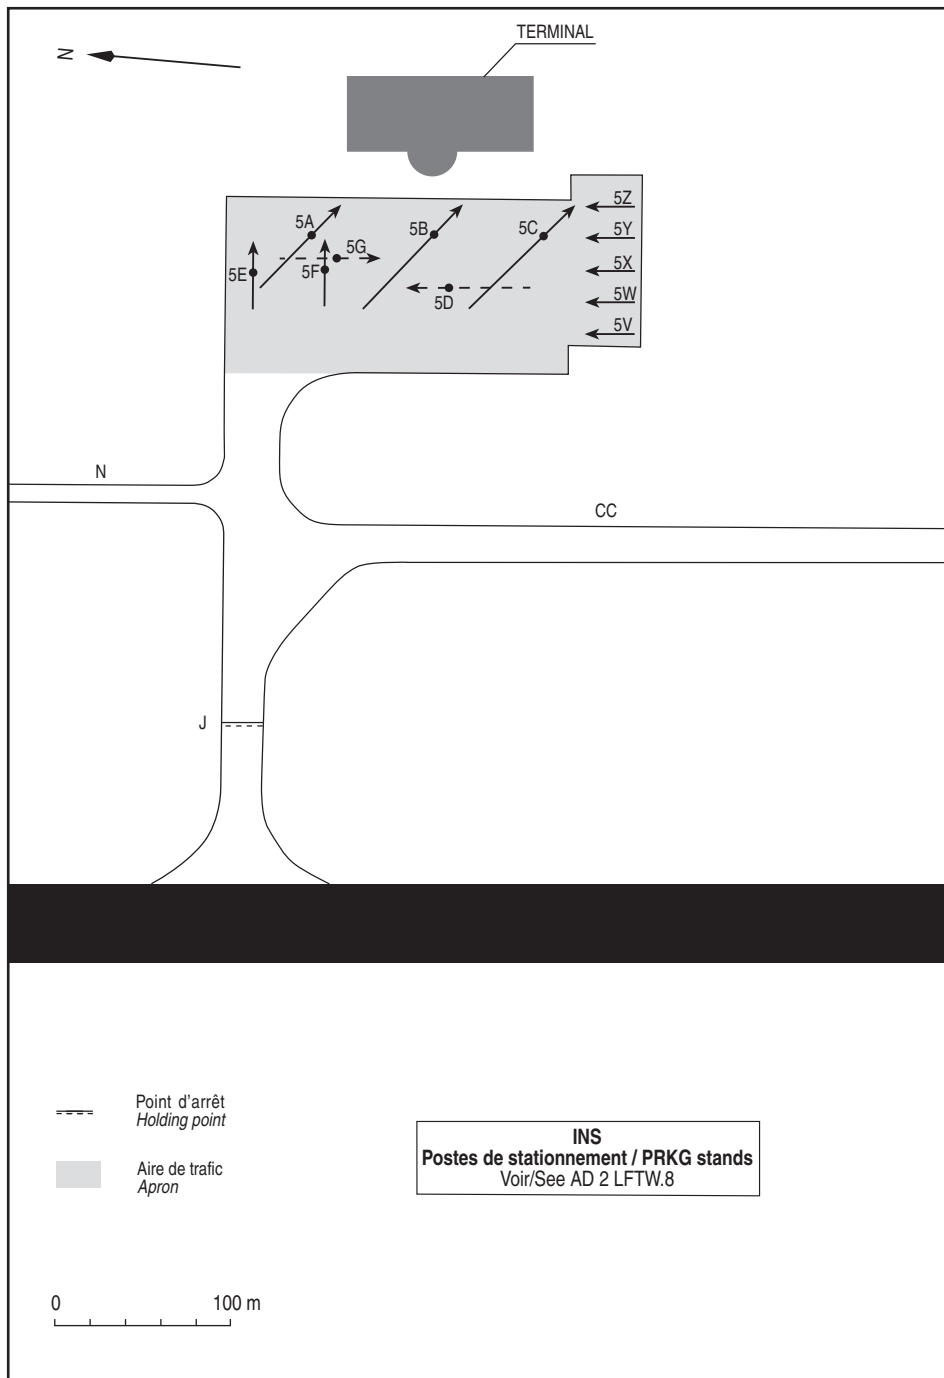 N
TERMINAL
5A
5B
5C
5Z
5Y
5X
5W
5V
5G
5E
5F
5D
N
CC
J
Point d'arrêt
Holding point
Aire de trafic
Apron
INS
Postes de stationnement / PRKG stands
Voir/See AD 2 LFTW.8
0 100 m